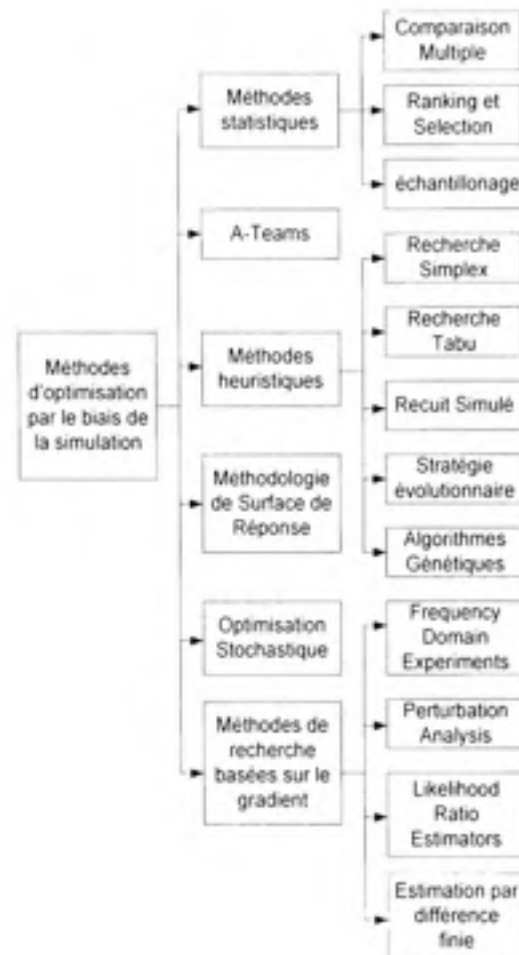 Comparaison
Multiple
Méthodes
statistiques
Ranking et
Selection
échantillonage
A-Teams
Recherche
Simplex
Recherche
Tabu
Méthodes
d'optimisation
par le biais de
la simulation
Méthodes
heuristiques
Recuit Simulé
Méthodologie
de Surface de
Réponse
Stratégie
évolutionnaire
Algorithmes
Génétiques
Optimisation
Stochastique
Frequency
Domain
Experiments
Méthodes de
recherche
basées sur le
gradient
Perturbation
Analysis
Likelihood
Ratio
Estimators
Estimation par
différence
finie